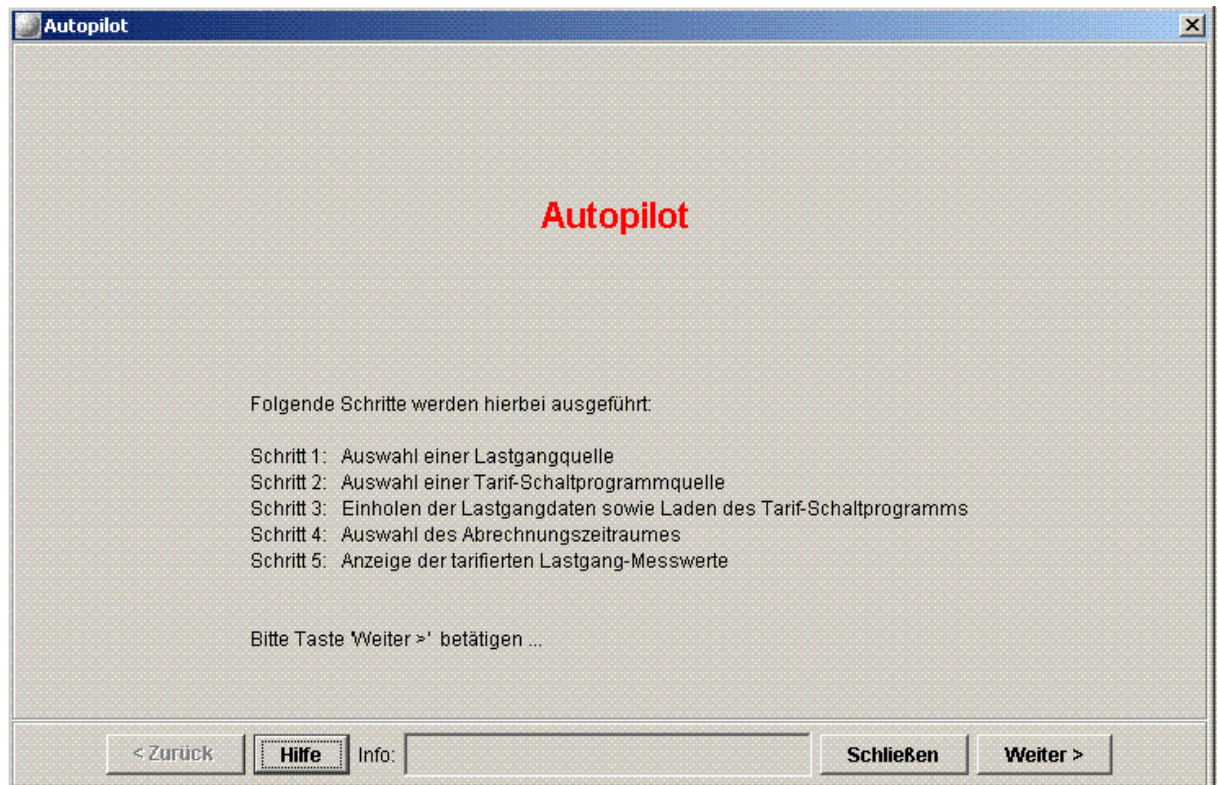 Autopilot
Autopilot
Folgende Schritte werden hierbei ausgeführt:
Schritt 1: Auswahl einer Lastgangquelle
Schritt 2: Auswahl einer Tarif-Schaltprogrammquelle
Schritt 3: Einholen der Lastgangdaten sowie Laden des Tarif-Schaltprogramms
Schritt 4: Auswahl des Abrechnungszeitraumes
Schritt 5: Anzeige der tarifierten Lastgang-Messwerte
Bitte Taste 'Weiter >' betätigen ...
< Zurück Hilfe Info: Schließen Weiter >